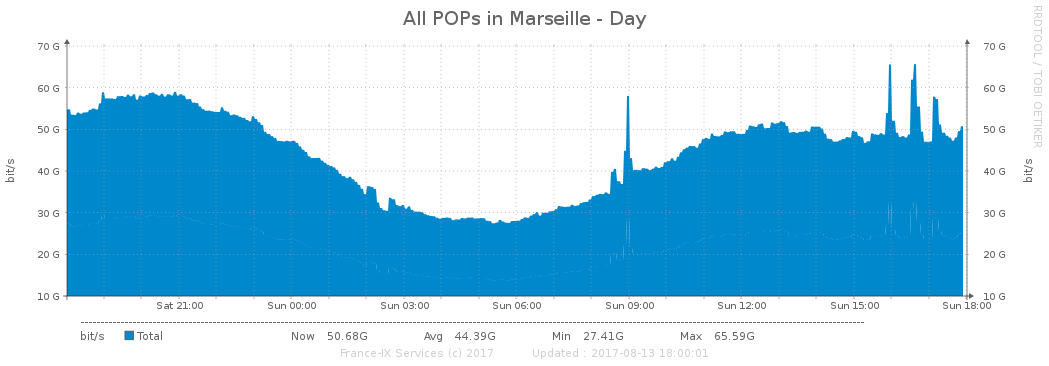 All POPs in Marseille - Day
RRDTOOL / TOBI OETIKER
70 G 70 G
60 G 60 G
50 G 50 G
40 G 40 G
30 G 30 G
20 G 20 G
10 G 10 G
bit/s
bit/s
Sat 21:00 Sun 00:00 Sun 03:00 Sun 06:00 Sun 09:00 Sun 12:00 Sun 15:00 Sun 18:00
bit/s Total Now 50.68G Avg 44.39G Min 27.41G Max 65.59G
France-IX Services (c) 2017 Updated : 2017-08-13 18:00:01